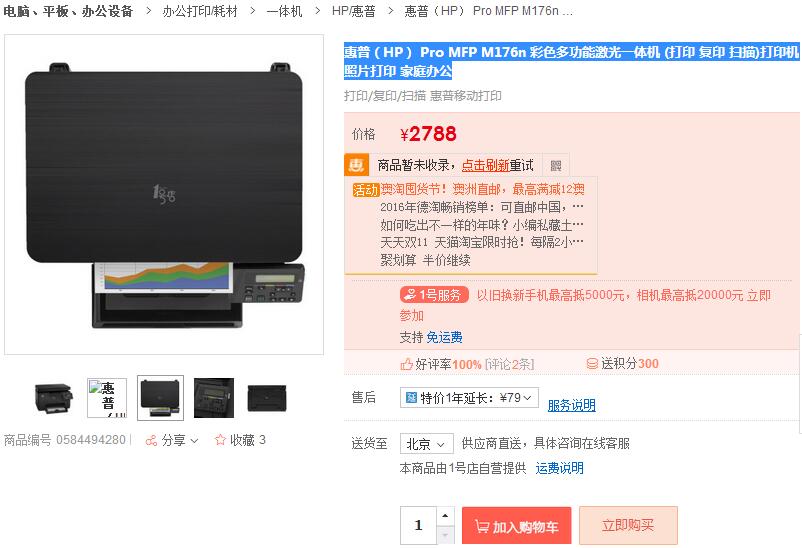 电脑、平板、办公设备 > 办公打印/耗材 > 一体机 > HP/惠普 > 惠普（HP） Pro MFP M176n ...
惠普（HP） Pro MFP M176n 彩色多功能激光一体机 (打印 复印 扫描)打印机
照片打印 家庭办公
打印/复印/扫描 惠普移动打印
价格 ¥2788
惠 商品暂未收录，点击刷新重试
活动 澳淘囤货节！澳洲直邮，最高满减12澳
2016年德淘畅销榜单：可直邮中国，…
如何吃出不一样的年味？小编私藏土…
天天双11 天猫淘宝限时抢！每隔2小…
聚划算 半价继续
1号服务 以旧换新手机最高抵5000元，相机最高抵20000元 立即
参加
支持 免运费
好评率100% [评论2条] 送积分300
售后 延 特价1年延长：¥79 服务说明
送货至 北京 供应商直送，具体咨询在线客服
本商品由1号店自营提供 运费说明
1 加入购物车 立即购买
1号店
惠
普
商品编号 0584494280 分享 收藏 3